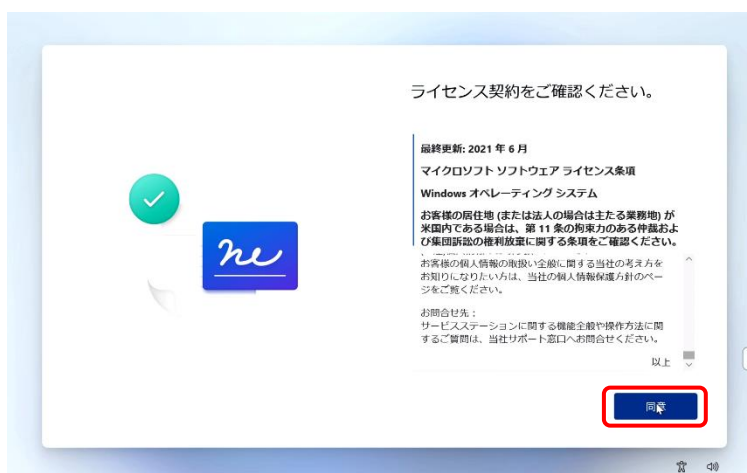 ライセンス契約をご確認ください。
最終更新: 2021 年 6 月
マイクロソフト ソフトウェア ライセンス条項
Windows オペレーティング システム
お客様の居住地 (または法人の場合は主たる業務地) が
米国内である場合は、第 11 条の拘束力のある仲裁およ
び集団訴訟の権利放棄に関する条項をご確認ください。
お客様の個人情報の取扱い全般に関する当社の考え方を
お知りになりたい方は、当社の個人情報保護方針のペー
ジをご覧ください。
お問合せ先：
サービスステーションに関する機能全般や操作方法に関
するご質問は、当社サポート窓口へお問合せください。
以上
同意